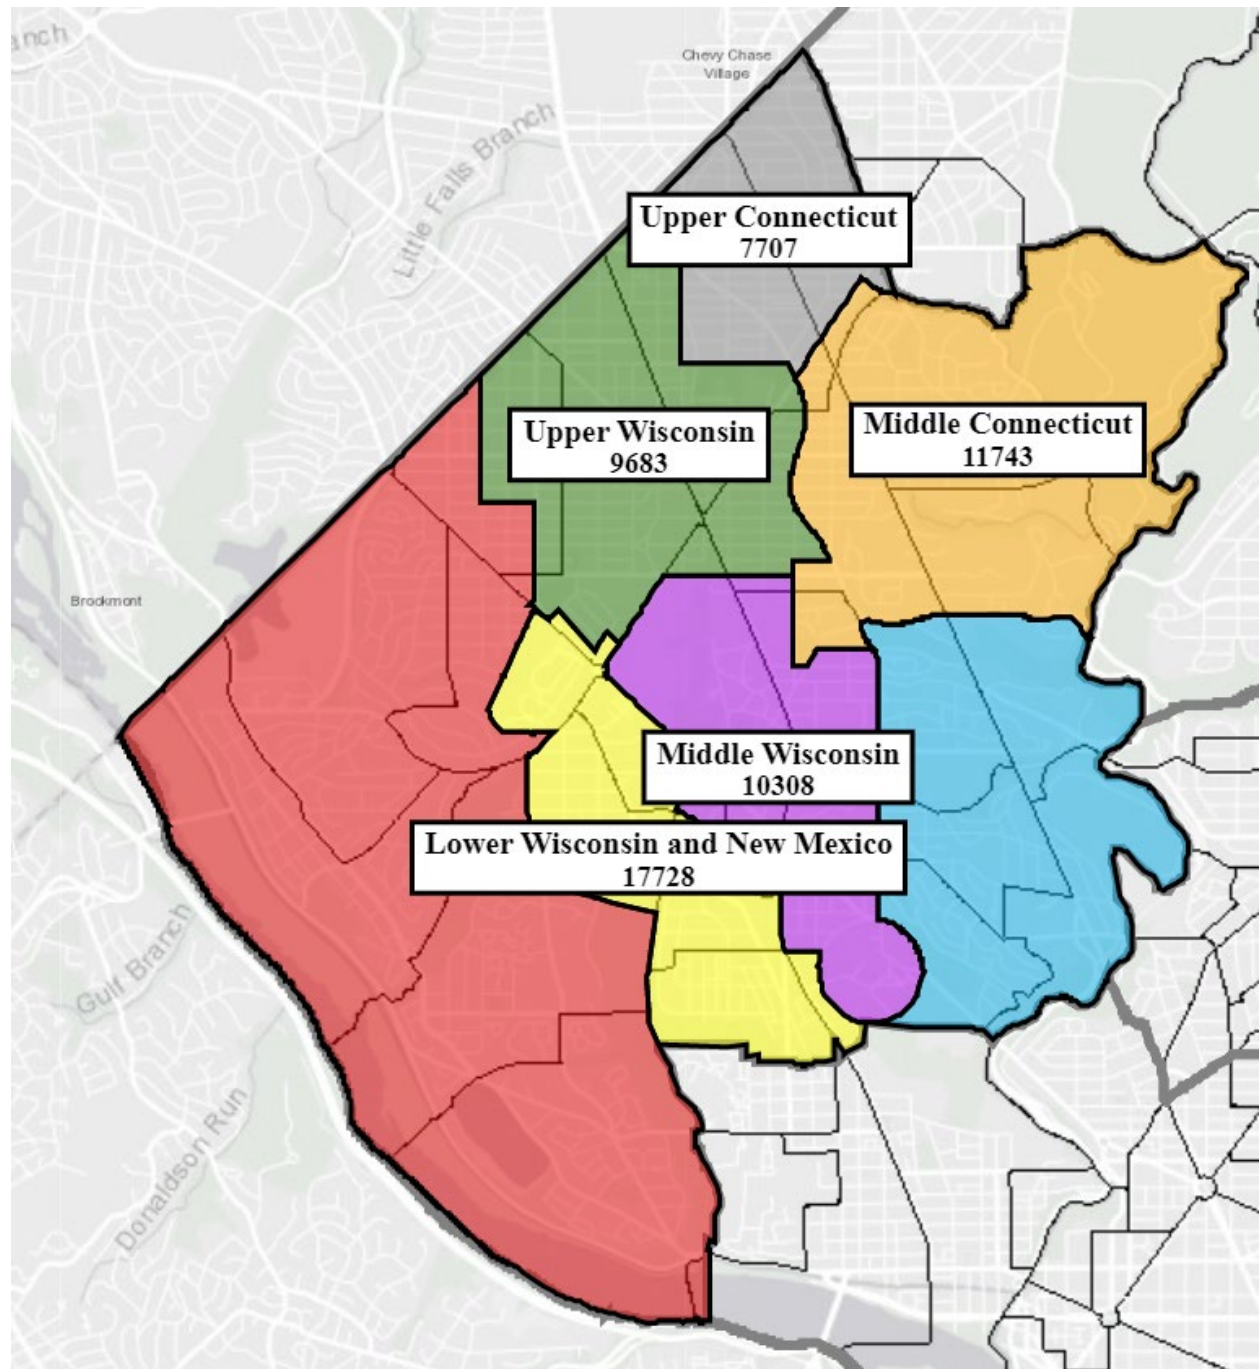 anch
Chevy Chase
Village
Little Falls Branch
Upper Connecticut
7707
Upper Wisconsin
9683
Middle Connecticut
11743
Brookmont
Middle Wisconsin
10308
Lower Wisconsin and New Mexico
17728
Gulf Branch
Donaldson Run